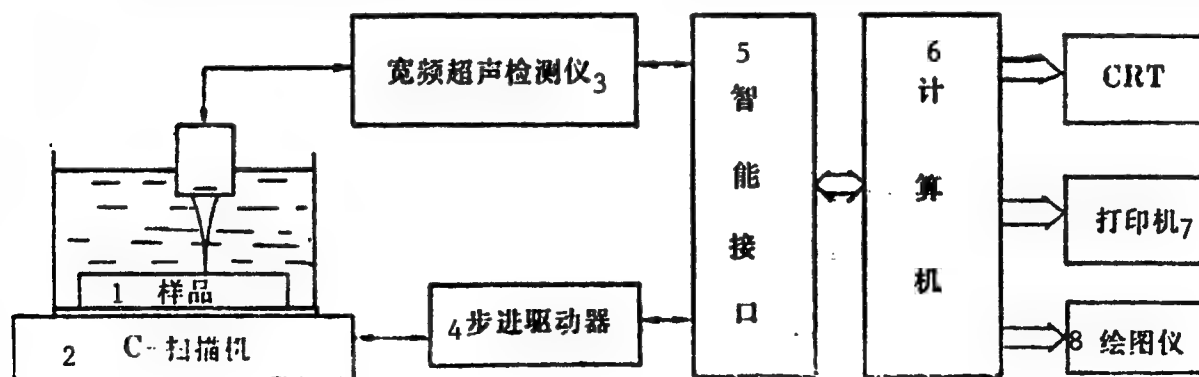 宽频超声检测仪3
5
智能接口
6
计算机
CRT
打印机7
8 绘图仪
1 样品
4步进驱动器
2 C-扫描机